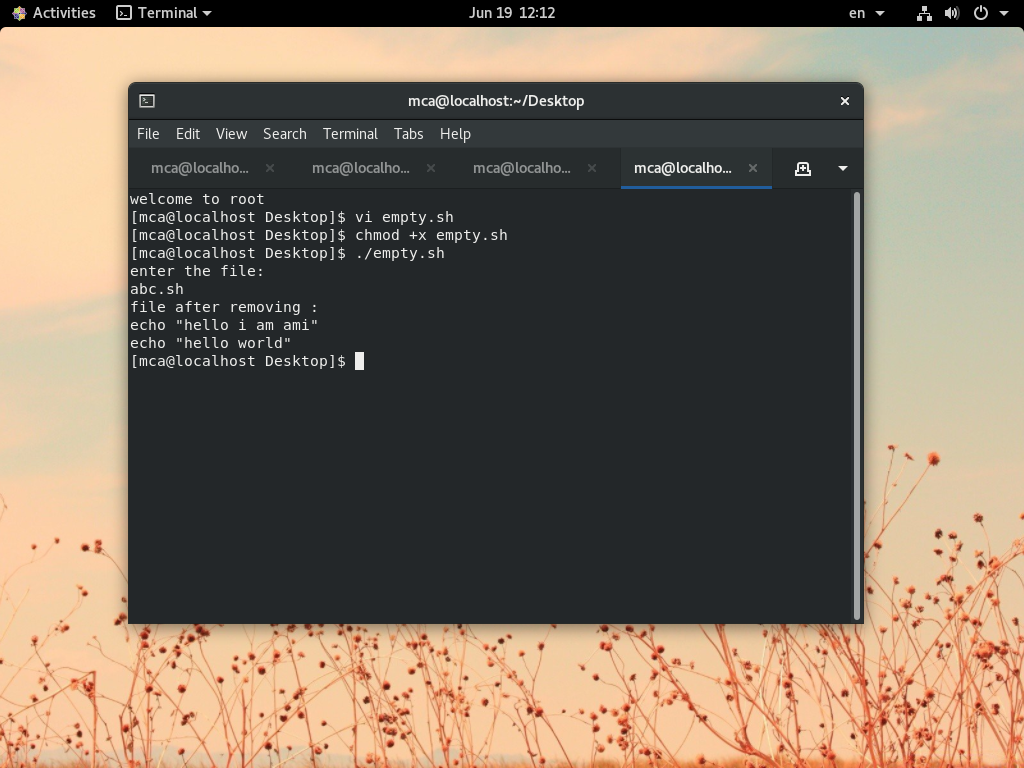 Activities Terminal Jun 19 12:12 en
mca@localhost:~/Desktop
File Edit View Search Terminal Tabs Help
mca@localho... mca@localho... mca@localho... mca@localho...
welcome to root
[mca@localhost Desktop]$ vi empty.sh
[mca@localhost Desktop]$ chmod +x empty.sh
[mca@localhost Desktop]$ ./empty.sh
enter the file:
abc.sh
file after removing :
echo "hello i am ami"
echo "hello world"
[mca@localhost Desktop]$